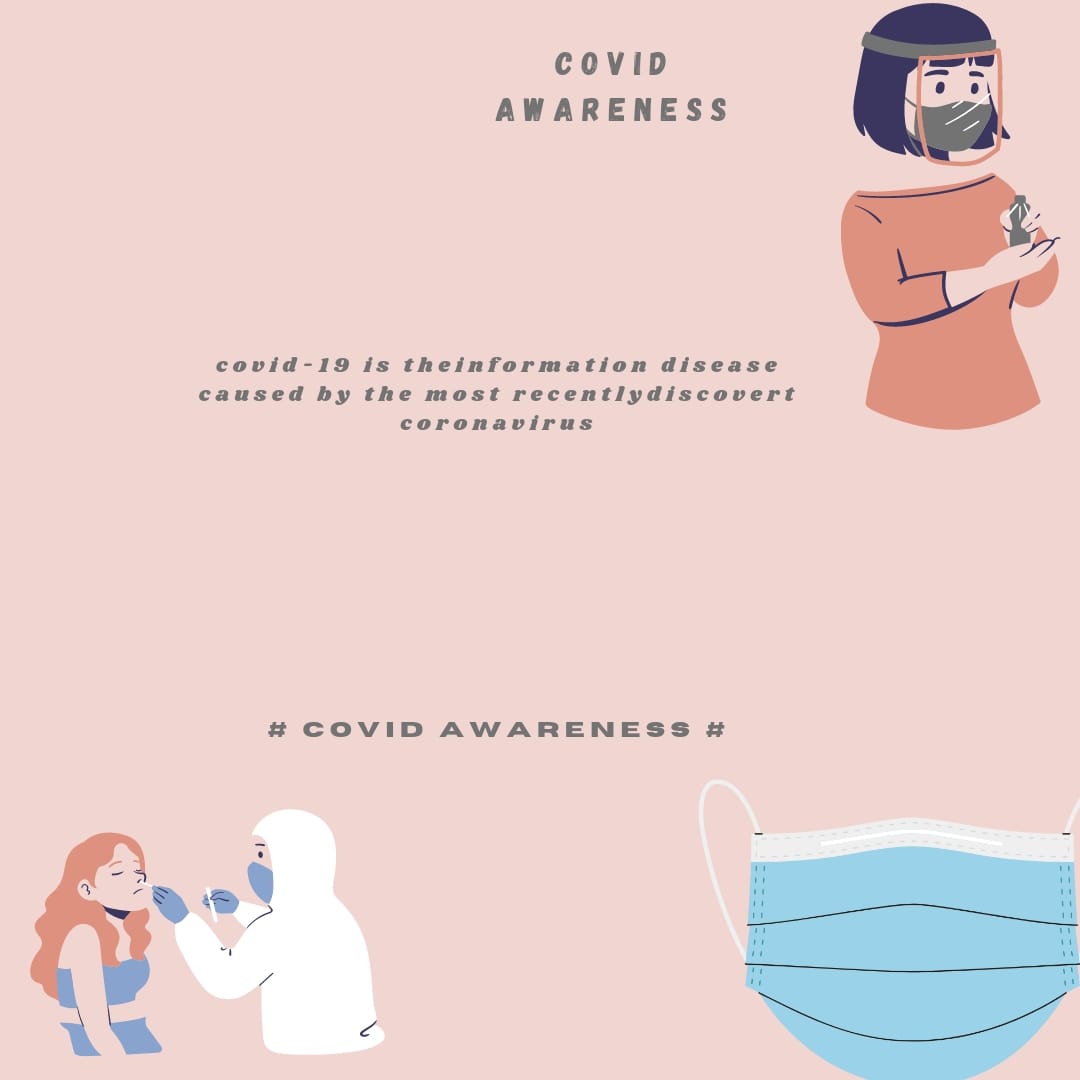 COVID
AWARENESS
covid-19 is theinformation disease
caused by the most recentlydiscovert
coronavirus
# COVID AWARENESS #